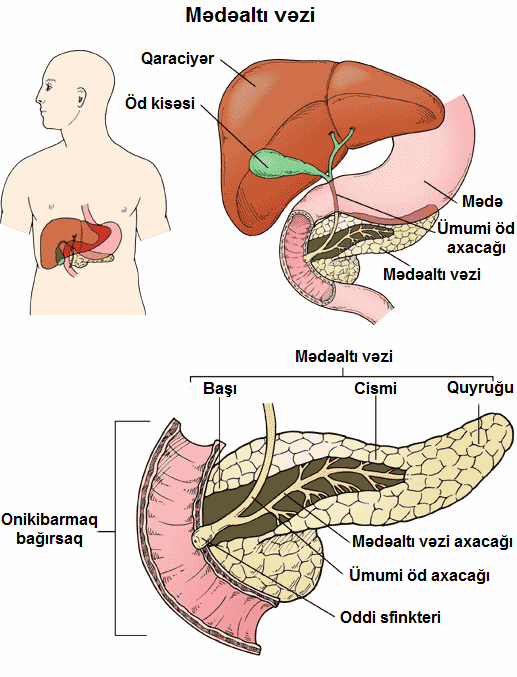 Mədəaltı vəzi
Qaraciyər
Öd kisəsi
Mədə
Ümumi öd
axacağı
Mədəaltı vəzi
Mədəaltı vəzi
Başı
Cismi
Quyruğu
Onikibarmaq
bağırsaq
Mədəaltı vəzi axacağı
Ümumi öd axacağı
Oddi sfinkteri